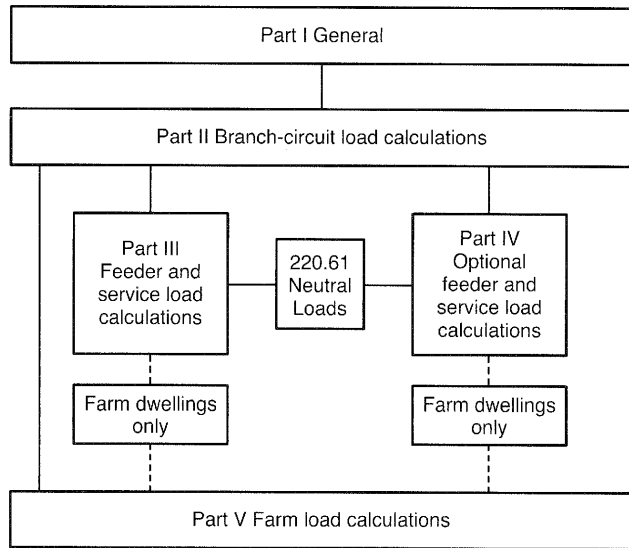 Part I General
Part II Branch-circuit load calculations
Part III
Feeder and
service load
calculations
220.61
Neutral
Loads
Part IV
Optional
feeder and
service load
calculations
Farm dwellings
only
Farm dwellings
only
Part V Farm load calculations